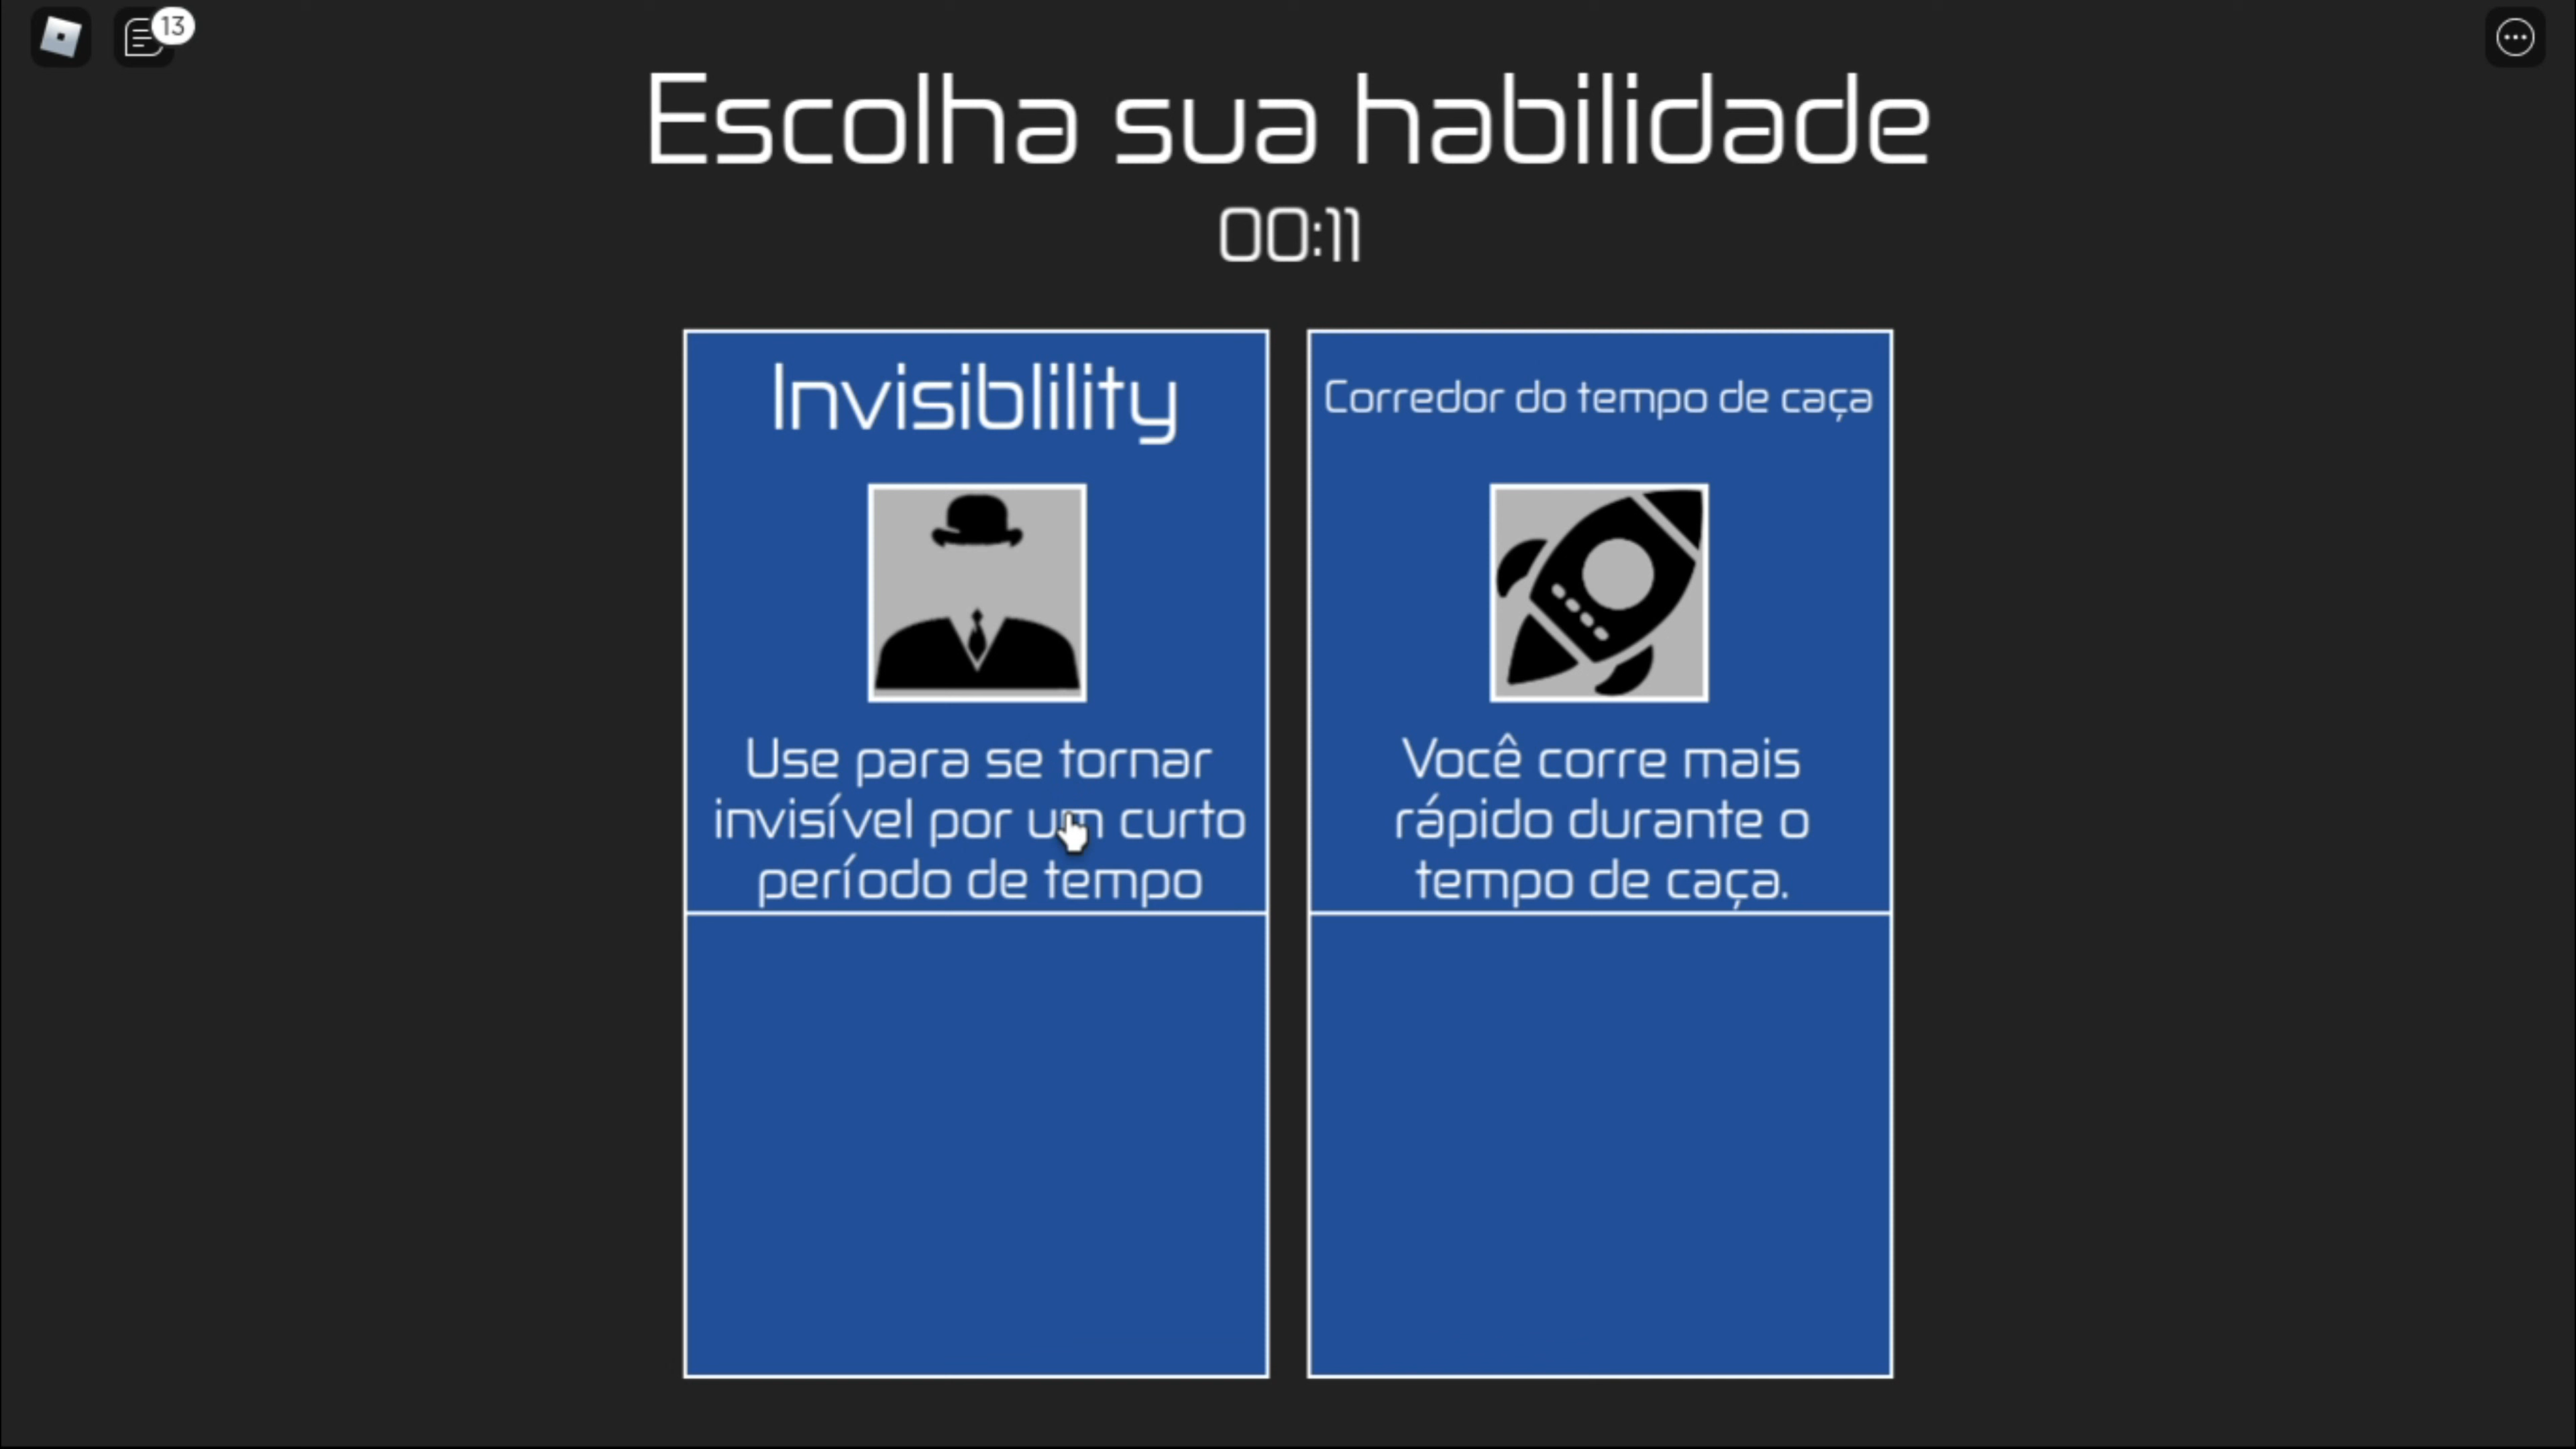 13
Escolha sua habilidade
00:11
Invisiblility
Use para se tornar
invisível por um curto
período de tempo
Corredor do tempo de caça
Você corre mais
rápido durante o
tempo de caça.